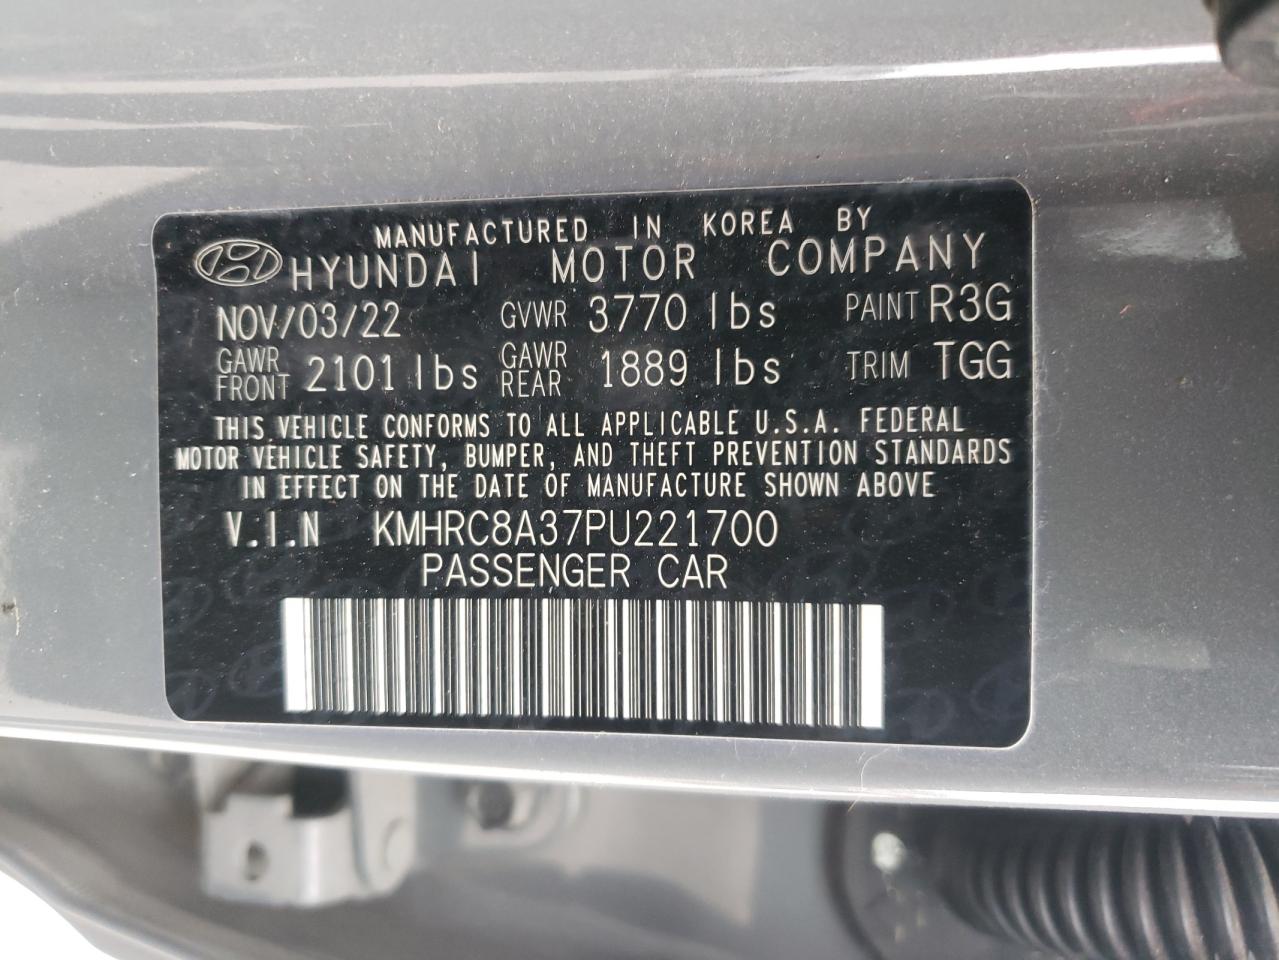 MANUFACTURED IN KOREA BY
HYUNDAI MOTOR COMPANY
NOV/03/22 GVWR 3770 lbs PAINT R3G
GAWR FRONT 2101 lbs GAWR REAR 1889 lbs TRIM TGG
THIS VEHICLE CONFORMS TO ALL APPLICABLE U.S.A. FEDERAL
MOTOR VEHICLE SAFETY, BUMPER, AND THEFT PREVENTION STANDARDS
IN EFFECT ON THE DATE OF MANUFACTURE SHOWN ABOVE
V.I.N KMHRC8A37PU221700
PASSENGER CAR